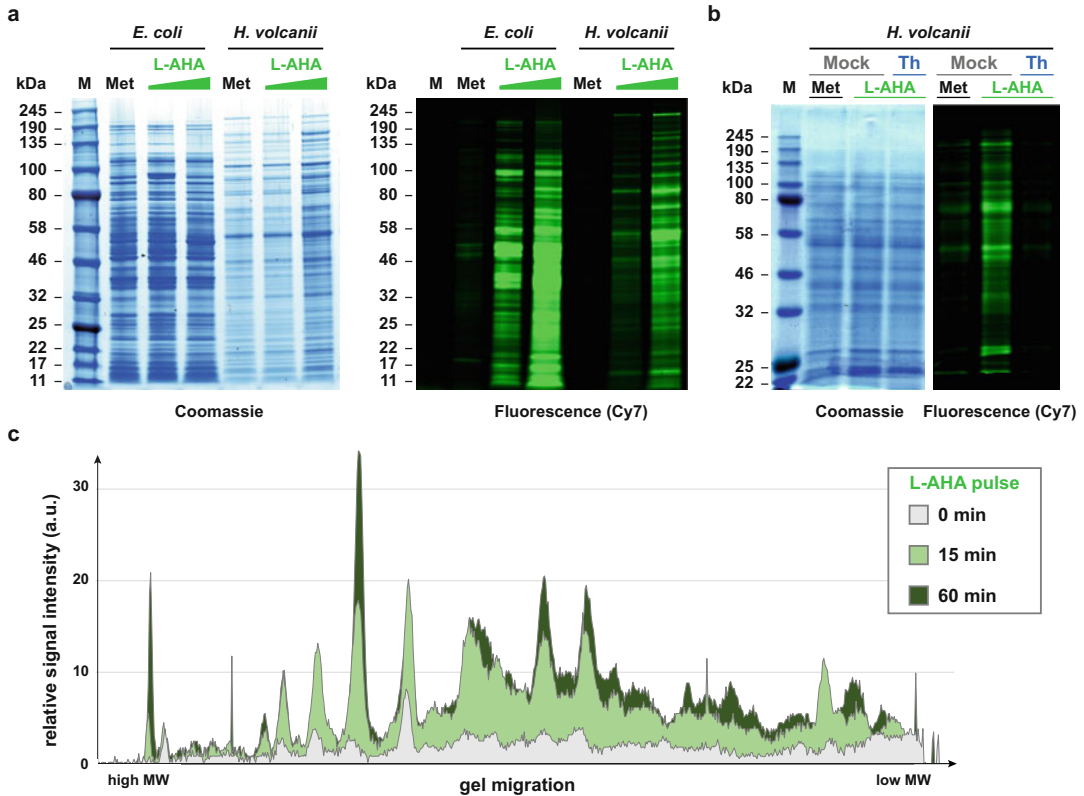 a
E. coli
H. volcanii
L-AHA
L-AHA
kDa
M
Met
Met
245
190
135
100
80
58
46
32
25
22
17
11
Coomassie
E. coli
H. volcanii
L-AHA
L-AHA
kDa
M
Met
Met
245
190
135
100
80
58
46
32
25
22
17
11
Fluorescence (Cy7)
b
H. volcanii
Mock
Th
Mock
Th
kDa
M
Met
L-AHA
Met
L-AHA
245
190
135
100
80
58
46
32
25
22
Coomassie
Fluorescence (Cy7)
c
relative signal intensity (a.u.)
30
20
10
0
high MW
gel migration
low MW
L-AHA pulse
0 min
15 min
60 min